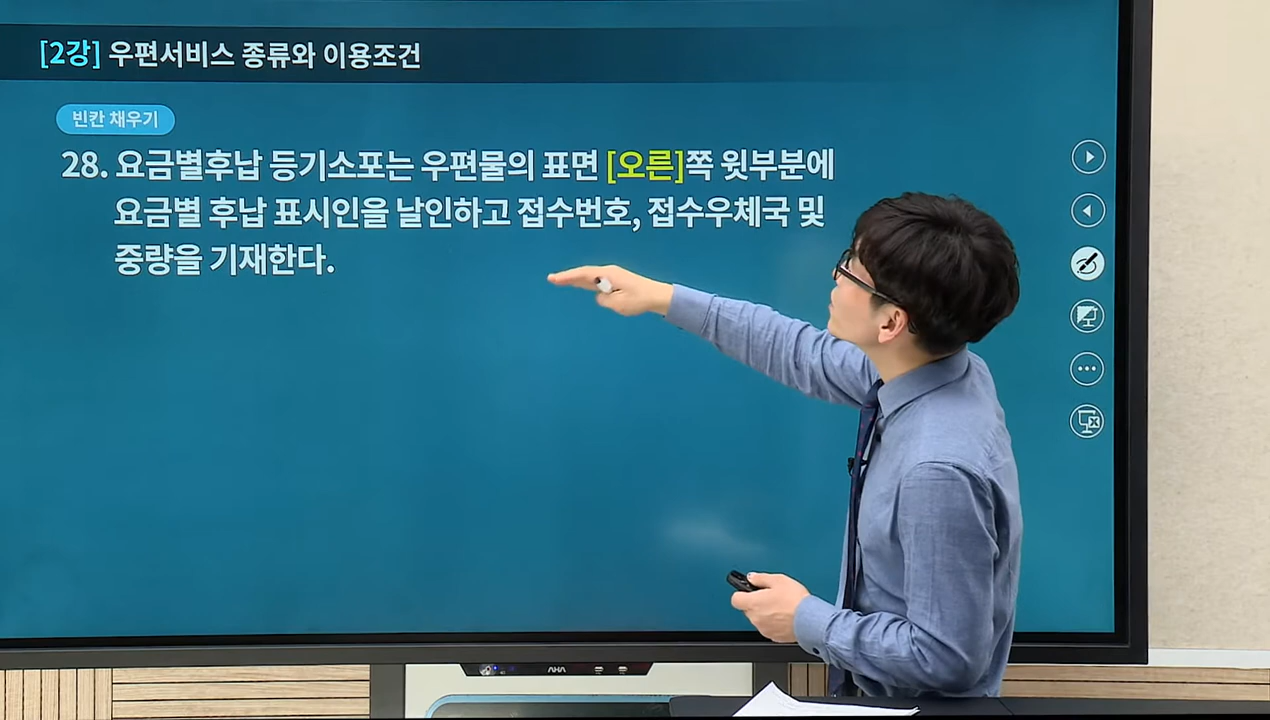 [2강] 우편서비스 종류와 이용조건
빈칸 채우기
28. 요금별후납 등기소포는 우편물의 표면 [오른]쪽 윗부분에
요금별 후납 표시인을 날인하고 접수번호, 접수우체국 및
중량을 기재한다.
AHA